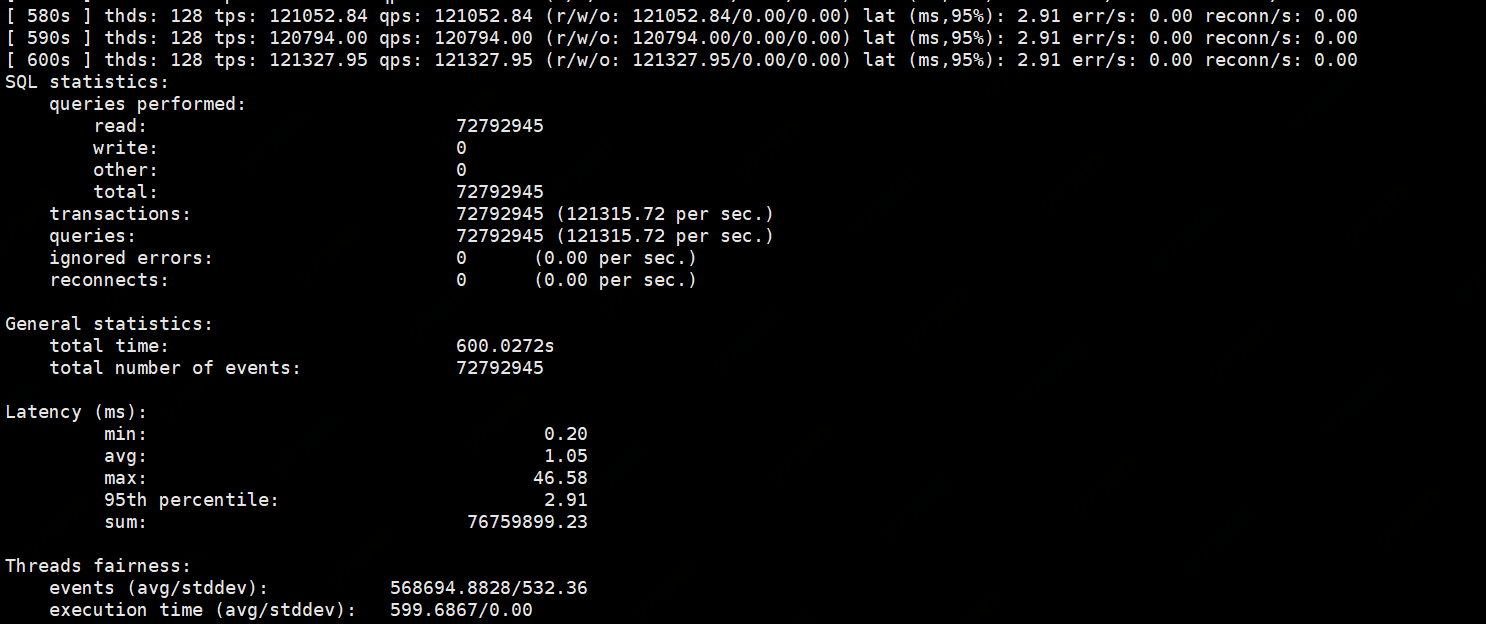 [ 580s ] thds: 128 tps: 121052.84 qps: 121052.84 (r/w/o: 121052.84/0.00/0.00) lat (ms,95%): 2.91 err/s: 0.00 reconn/s: 0.00
[ 590s ] thds: 128 tps: 120794.00 qps: 120794.00 (r/w/o: 120794.00/0.00/0.00) lat (ms,95%): 2.91 err/s: 0.00 reconn/s: 0.00
[ 600s ] thds: 128 tps: 121327.95 qps: 121327.95 (r/w/o: 121327.95/0.00/0.00) lat (ms,95%): 2.91 err/s: 0.00 reconn/s: 0.00
SQL statistics:
    queries performed:
        read:                            72792945
        write:                           0
        other:                           0
        total:                           72792945
    transactions:                        72792945 (121315.72 per sec.)
    queries:                             72792945 (121315.72 per sec.)
    ignored errors:                      0      (0.00 per sec.)
    reconnects:                          0      (0.00 per sec.)

General statistics:
    total time:                          600.0272s
    total number of events:              72792945

Latency (ms):
         min:                                    0.20
         avg:                                    1.05
         max:                                   46.58
         95th percentile:                        2.91
         sum:                             76759899.23

Threads fairness:
    events (avg/stddev):           568694.8828/532.36
    execution time (avg/stddev):   599.6867/0.00